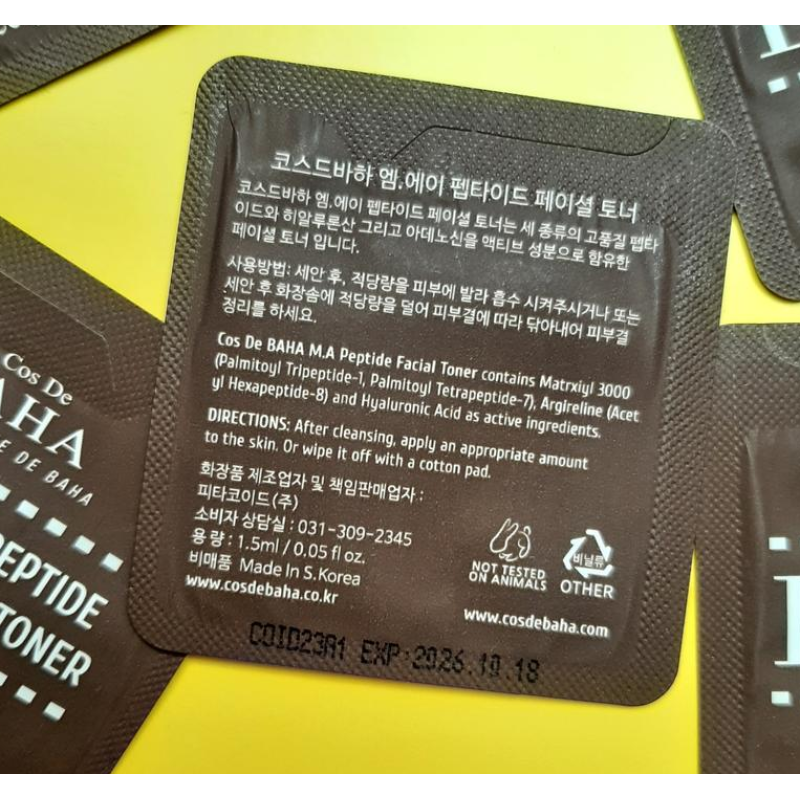 코스드바하 엠.에이 펩타이드 페이셜 토너
코스드바하 엠.에이 펩타이드 페이셜 토너는 세 종류의 고품질 펩타
이드와 히알루론산 그리고 아데노신을 액티브 성분으로 함유한
페이셜 토너 입니다.
사용방법: 세안 후, 적당량을 피부에 발라 흡수 시켜주시거나 또는
세안 후 화장솜에 적당량을 덜어 피부결에 따라 닦아내어 피부결
정리를 하세요.
Cos De BAHA M.A Peptide Facial Toner contains Matrxiyl 3000
(Palmitoyl Tripeptide-1, Palmitoyl Tetrapeptide-7), Argireline (Acet
yl Hexapeptide-8) and Hyaluronic Acid as active ingredients.
DIRECTIONS: After cleansing, apply an appropriate amount
to the skin. Or wipe it off with a cotton pad.
화장품 제조업자 및 책임판매업자 :
피타코이드(주)
소비자 상담실 : 031-309-2345
용량 : 1.5ml / 0.05 fl oz.
비매품 Made In S.Korea
www.cosdebaha.co.kr
NOT TESTED
ON ANIMALS
비닐류
OTHER
www.cosdebaha.com
COID23A1 EXP 2026.10.18
Cos De
AHA
E DE BAHA
PEPTIDE
TONER